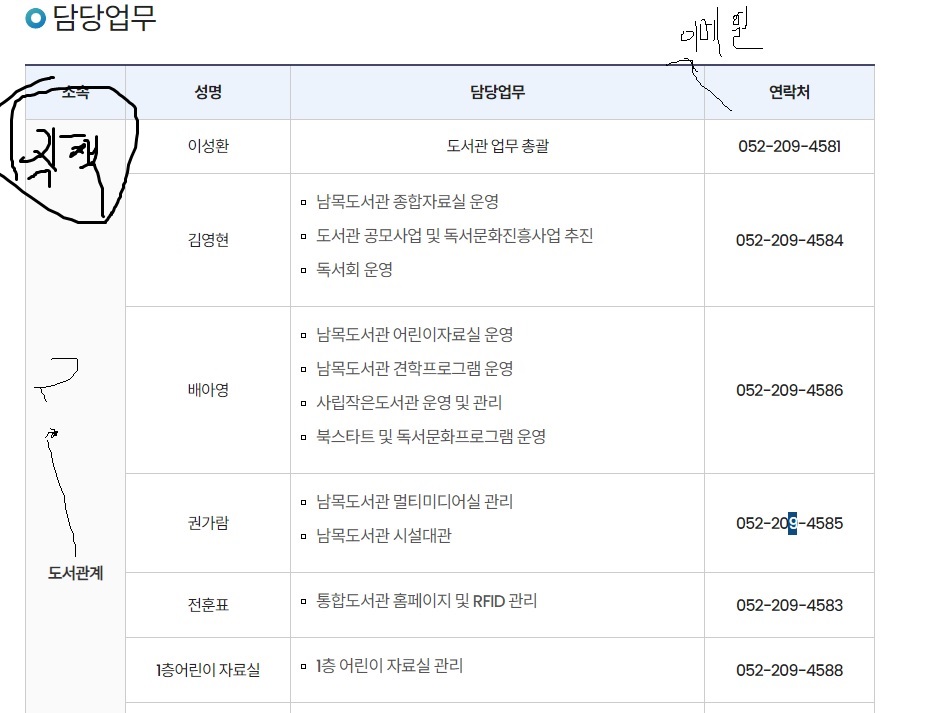 담당업무
이메일
소속 성명 담당업무 연락처
직책
이성환 도서관 업무 총괄 052-209-4581
김영현 남목도서관 종합자료실 운영 052-209-4584
도서관 공모사업 및 독서문화진흥사업 추진
독서회 운영
배아영 남목도서관 어린이자료실 운영 052-209-4586
남목도서관 견학프로그램 운영
사립작은도서관 운영 및 관리
북스타트 및 독서문화프로그램 운영
권가람 남목도서관 멀티미디어실 관리 052-209-4585
남목도서관 시설대관
도서관계
전훈표 통합도서관 홈페이지 및 RFID 관리 052-209-4583
1층어린이 자료실 1층 어린이 자료실 관리 052-209-4588